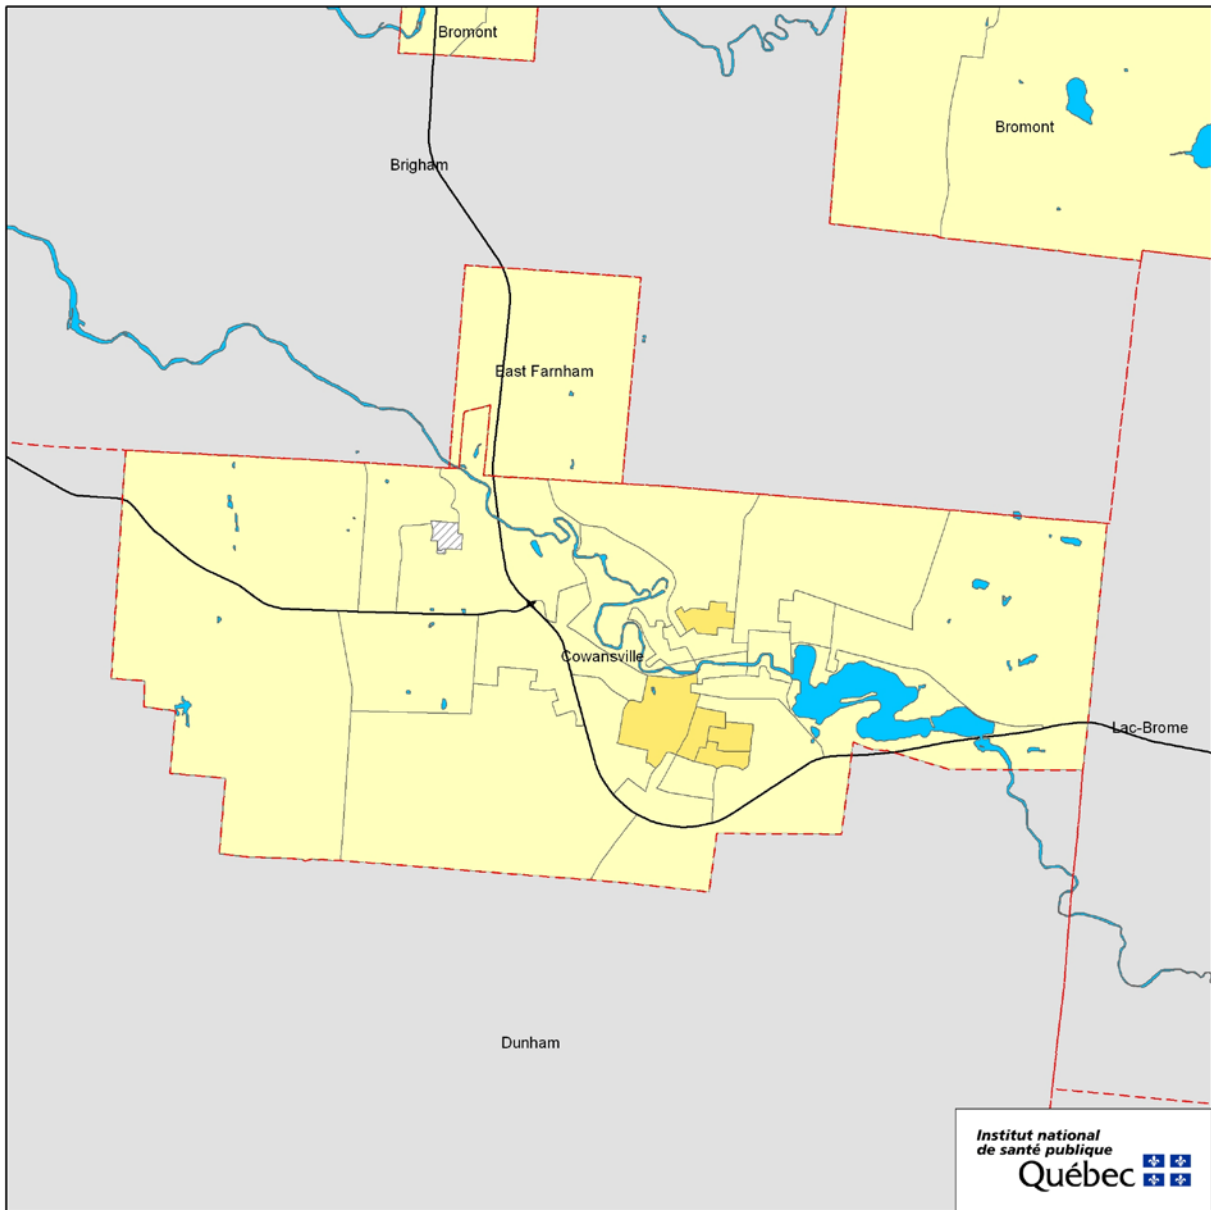 Bromont
Bromont
Brigham
East Farnham
Cowansville
Lac-Brome
Dunham
Institut national
de santé publique
Québec